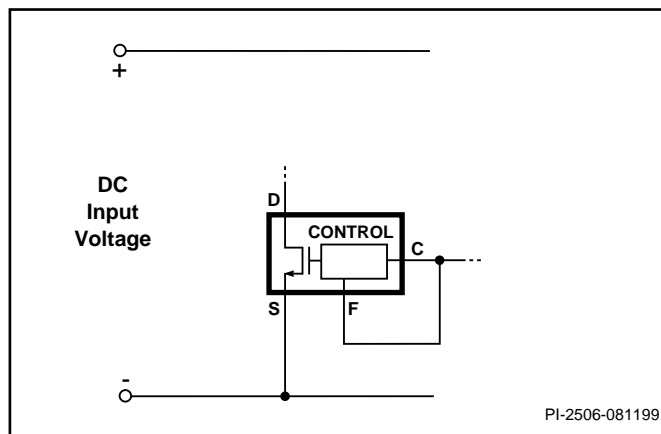 +
DC
Input
Voltage
D
CONTROL
C
S
F
-
PI-2506-081199